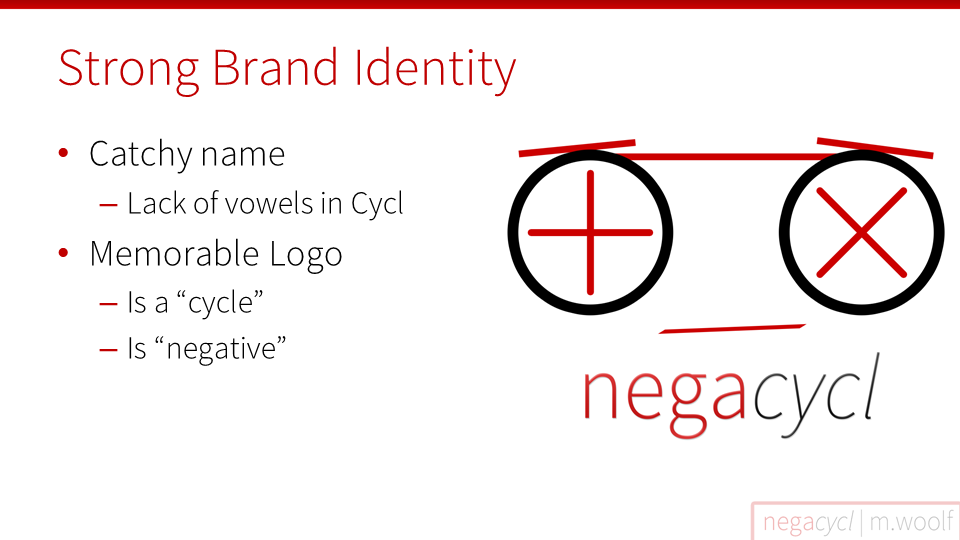 Strong Brand Identity
• Catchy name
– Lack of vowels in Cycl
• Memorable Logo
– Is a “cycle”
– Is “negative”
negacycl
negacycl | m.woolf